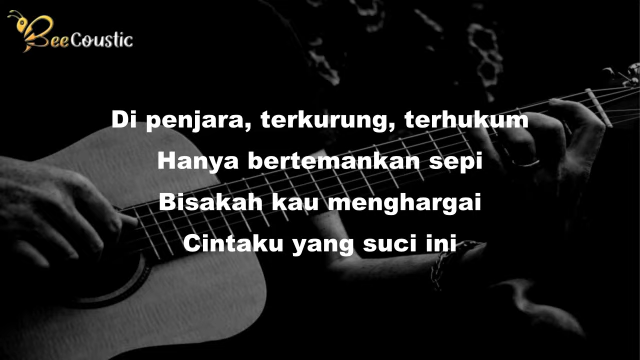 BeeCoustic
Di penjara, terkurung, terhukum
Hanya bertemankan sepi
Bisakah kau menghargai
Cintaku yang suci ini